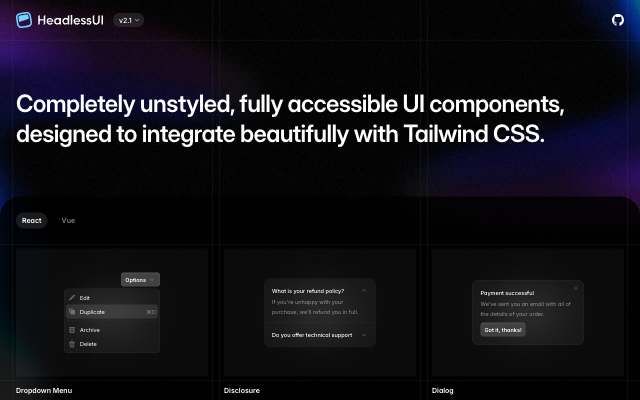 HeadlessUI
v2.1
Completely unstyled, fully accessible UI components,
designed to integrate beautifully with Tailwind CSS.
React
Vue
Options
Edit
Duplicate ⌘D
Archive
Delete
What is your refund policy?
If you're unhappy with your
purchase, we'll refund you in full.
Do you offer technical support
Payment successful
We've sent you an email with all of
the details of your order.
Got it, thanks!
Dropdown Menu
Disclosure
Dialog